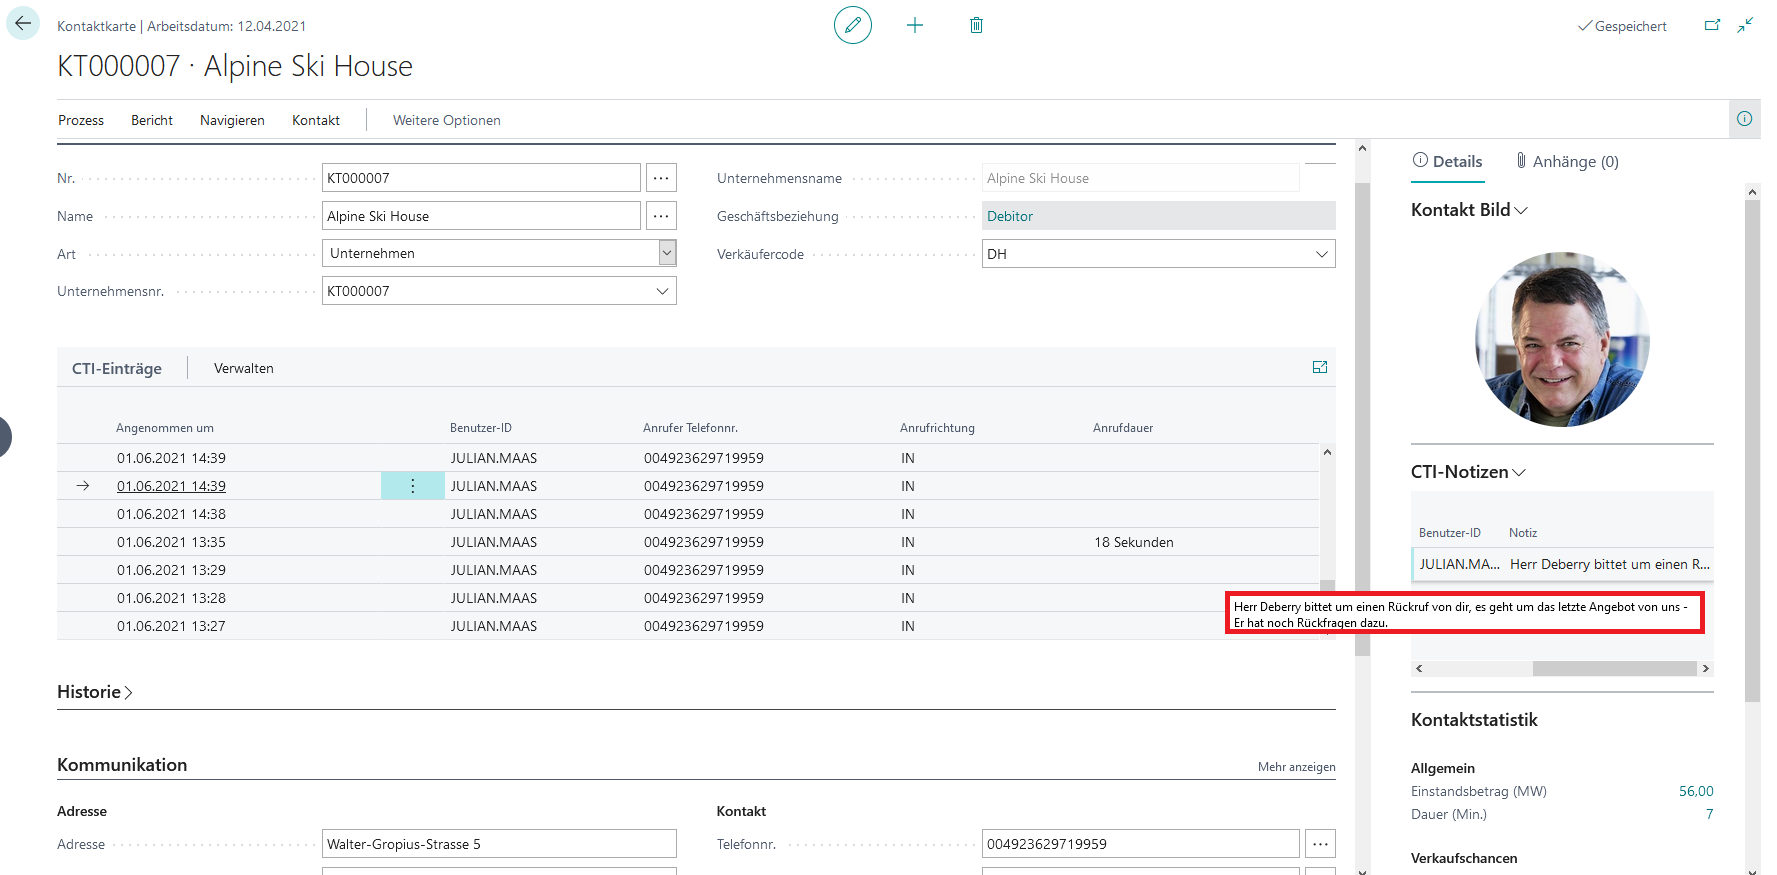 Kontaktkarte | Arbeitsdatum: 12.04.2021
Gespeichert
KT000007 · Alpine Ski House
Prozess Bericht Navigieren Kontakt Weitere Optionen
Nr. KT000007
Name Alpine Ski House
Art Unternehmen
Unternehmensnr. KT000007
Unternehmensname Alpine Ski House
Geschäftsbeziehung Debitor
Verkäufercode DH
CTI-Einträge Verwalten
Angenommen um Benutzer-ID Anrufer Telefonnr. Anrufrichtung Anrufdauer
01.06.2021 14:39 JULIAN.MAAS 004923629719959 IN
01.06.2021 14:39 JULIAN.MAAS 004923629719959 IN
01.06.2021 14:38 JULIAN.MAAS 004923629719959 IN
01.06.2021 13:35 JULIAN.MAAS 004923629719959 IN 18 Sekunden
01.06.2021 13:29 JULIAN.MAAS 004923629719959 IN
01.06.2021 13:28 JULIAN.MAAS 004923629719959 IN
01.06.2021 13:27 JULIAN.MAAS 004923629719959 IN
Historie
Kommunikation
Mehr anzeigen
Adresse
Adresse Walter-Gropius-Strasse 5
Kontakt
Telefonnr. 004923629719959
Details Anhänge (0)
Kontakt Bild
CTI-Notizen
Benutzer-ID Notiz
JULIAN.MA... Herr Deberry bittet um einen R...
Herr Deberry bittet um einen Rückruf von dir, es geht um das letzte Angebot von uns -
Er hat noch Rückfragen dazu.
Kontaktstatistik
Allgemein
Einstandsbetrag (MW) 56,00
Dauer (Min.) 7
Verkaufschancen